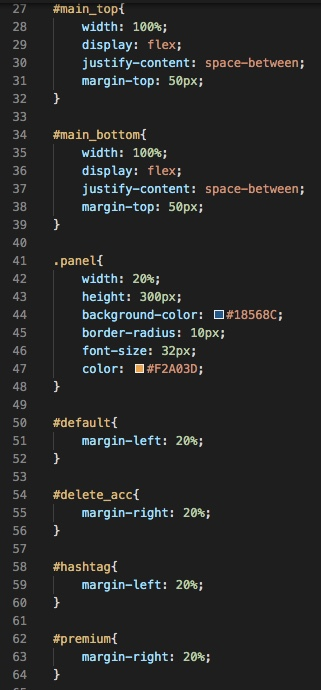 27 #main_top{
28     width: 100%;
29     display: flex;
30     justify-content: space-between;
31     margin-top: 50px;
32 }
33
34 #main_bottom{
35     width: 100%;
36     display: flex;
37     justify-content: space-between;
38     margin-top: 50px;
39 }
40
41 .panel{
42     width: 20%;
43     height: 300px;
44     background-color: #18568C;
45     border-radius: 10px;
46     font-size: 32px;
47     color: #F2A03D;
48 }
49
50 #default{
51     margin-left: 20%;
52 }
53
54 #delete_acc{
55     margin-right: 20%;
56 }
57
58 #hashtag{
59     margin-left: 20%;
60 }
61
62 #premium{
63     margin-right: 20%;
64 }